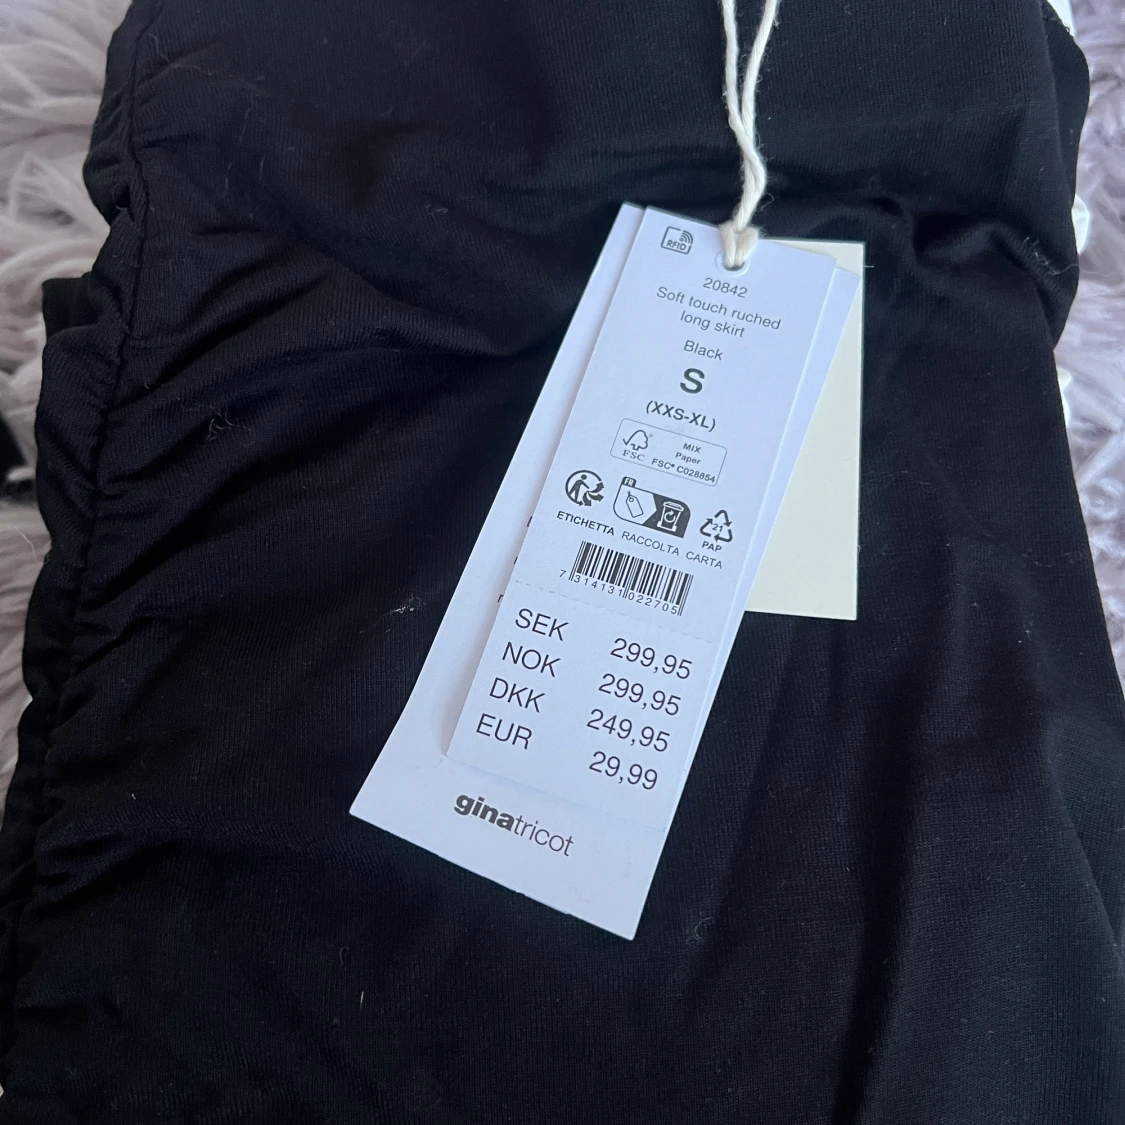 RFID
20842
Soft touch ruched
long skirt
Black
S
(XXS-XL)
FSC®
MIX
Paper
FSC® C028854
FR
21
PAP
ETICHETTA RACCOLTA CARTA
7 314131 022705
SEK 299,95
NOK 299,95
DKK 249,95
EUR 29,99
ginatricot